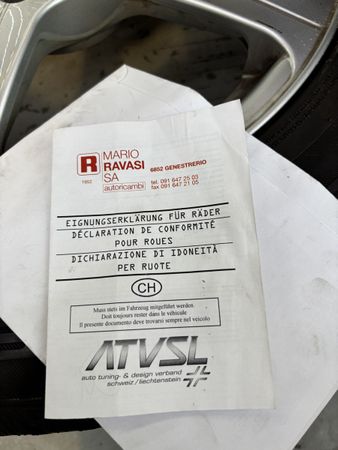 R
1952
MARIO
RAVASI
SA
autoricambi
6852 GENESTRERIO
tel. 091 647 25 03
fax 091 647 21 05
EIGNUNGSERKLÄRUNG FÜR RÄDER
DÉCLARATION DE CONFORMITÉ
POUR ROUES
DICHIARAZIONE DI IDONEITÀ
PER RUOTE
CH
Muss stets im Fahrzeug mitgeführt werden.
Doit toujours rester dans le véhicule
Il presente documento deve trovarsi sempre nel veicolo
ATVSL
auto tuning- & design verband
schweiz / liechtenstein